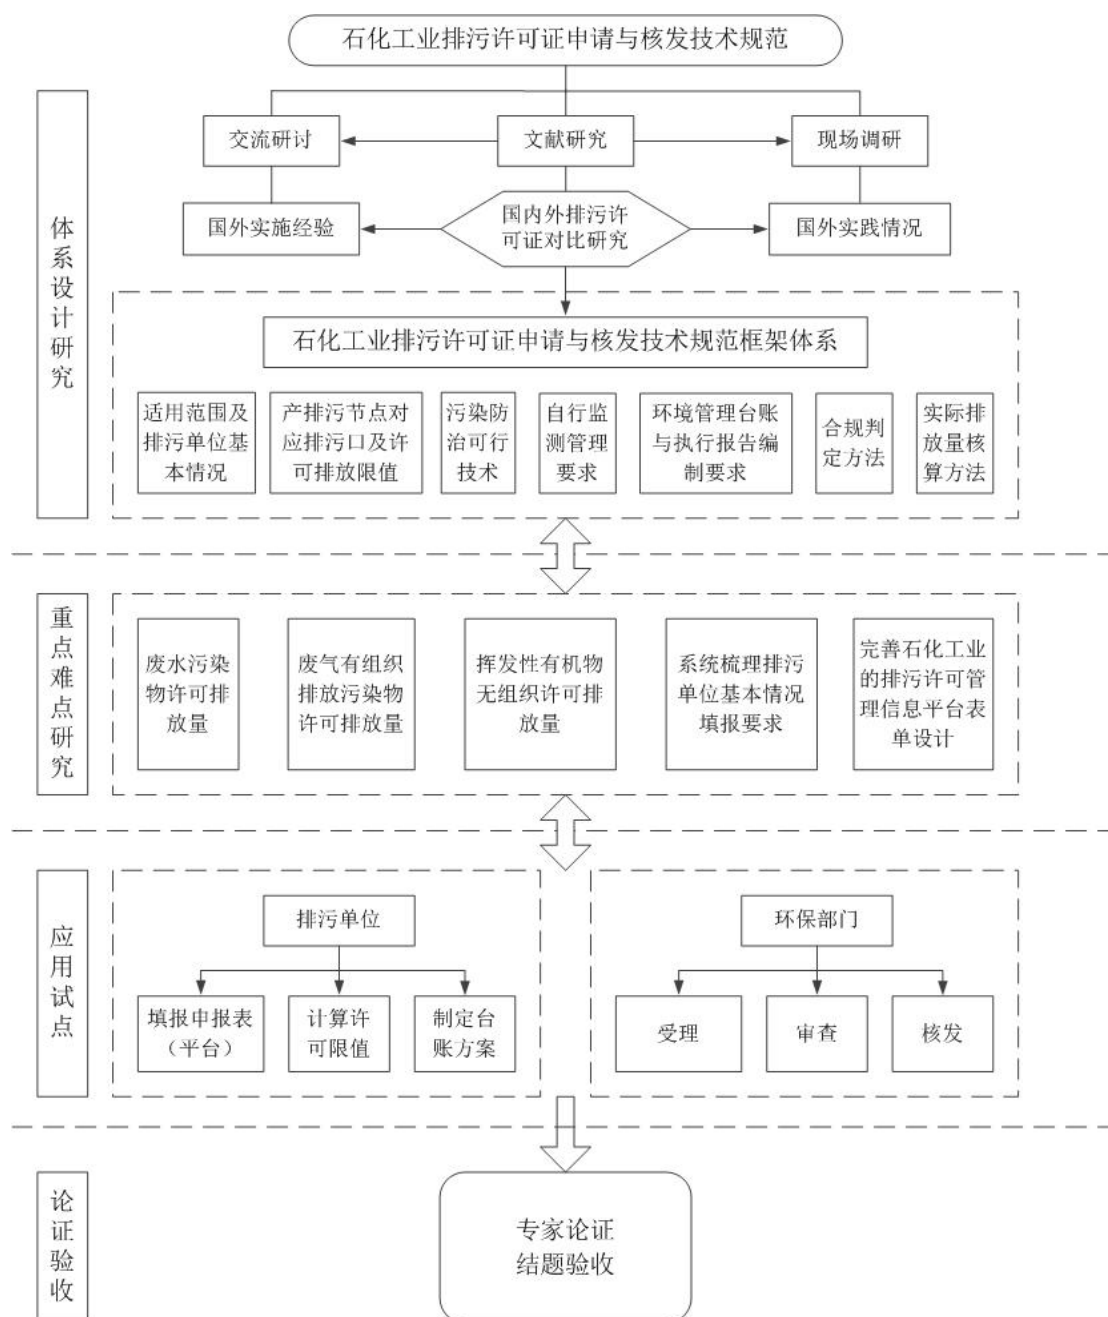 石化工业排污许可证申请与核发技术规范
体系设计研究
交流研讨
文献研究
现场调研
国外实施经验
国内外排污许
可证对比研究
国外实践情况
石化工业排污许可证申请与核发技术规范框架体系
适用范围及
排污单位基
本情况
产排污节点对
应排污口及许
可排放限值
污染防
治可行
技术
自行监
测管理
要求
环境管理台账
与执行报告编
制要求
合规判
定方法
实际排
放量核
算方法
重点难点研究
废水污染
物许可排
放量
废气有组织
排放污染物
许可排放量
挥发性有机物
无组织许可排
放量
系统梳理排污
单位基本情况
填报要求
完善石化工业
的排污许可管
理信息平台表
单设计
应用试点
排污单位
填报申报表
（平台）
计算许
可限值
制定台
账方案
环保部门
受理
审查
核发
论证验收
专家论证
结题验收